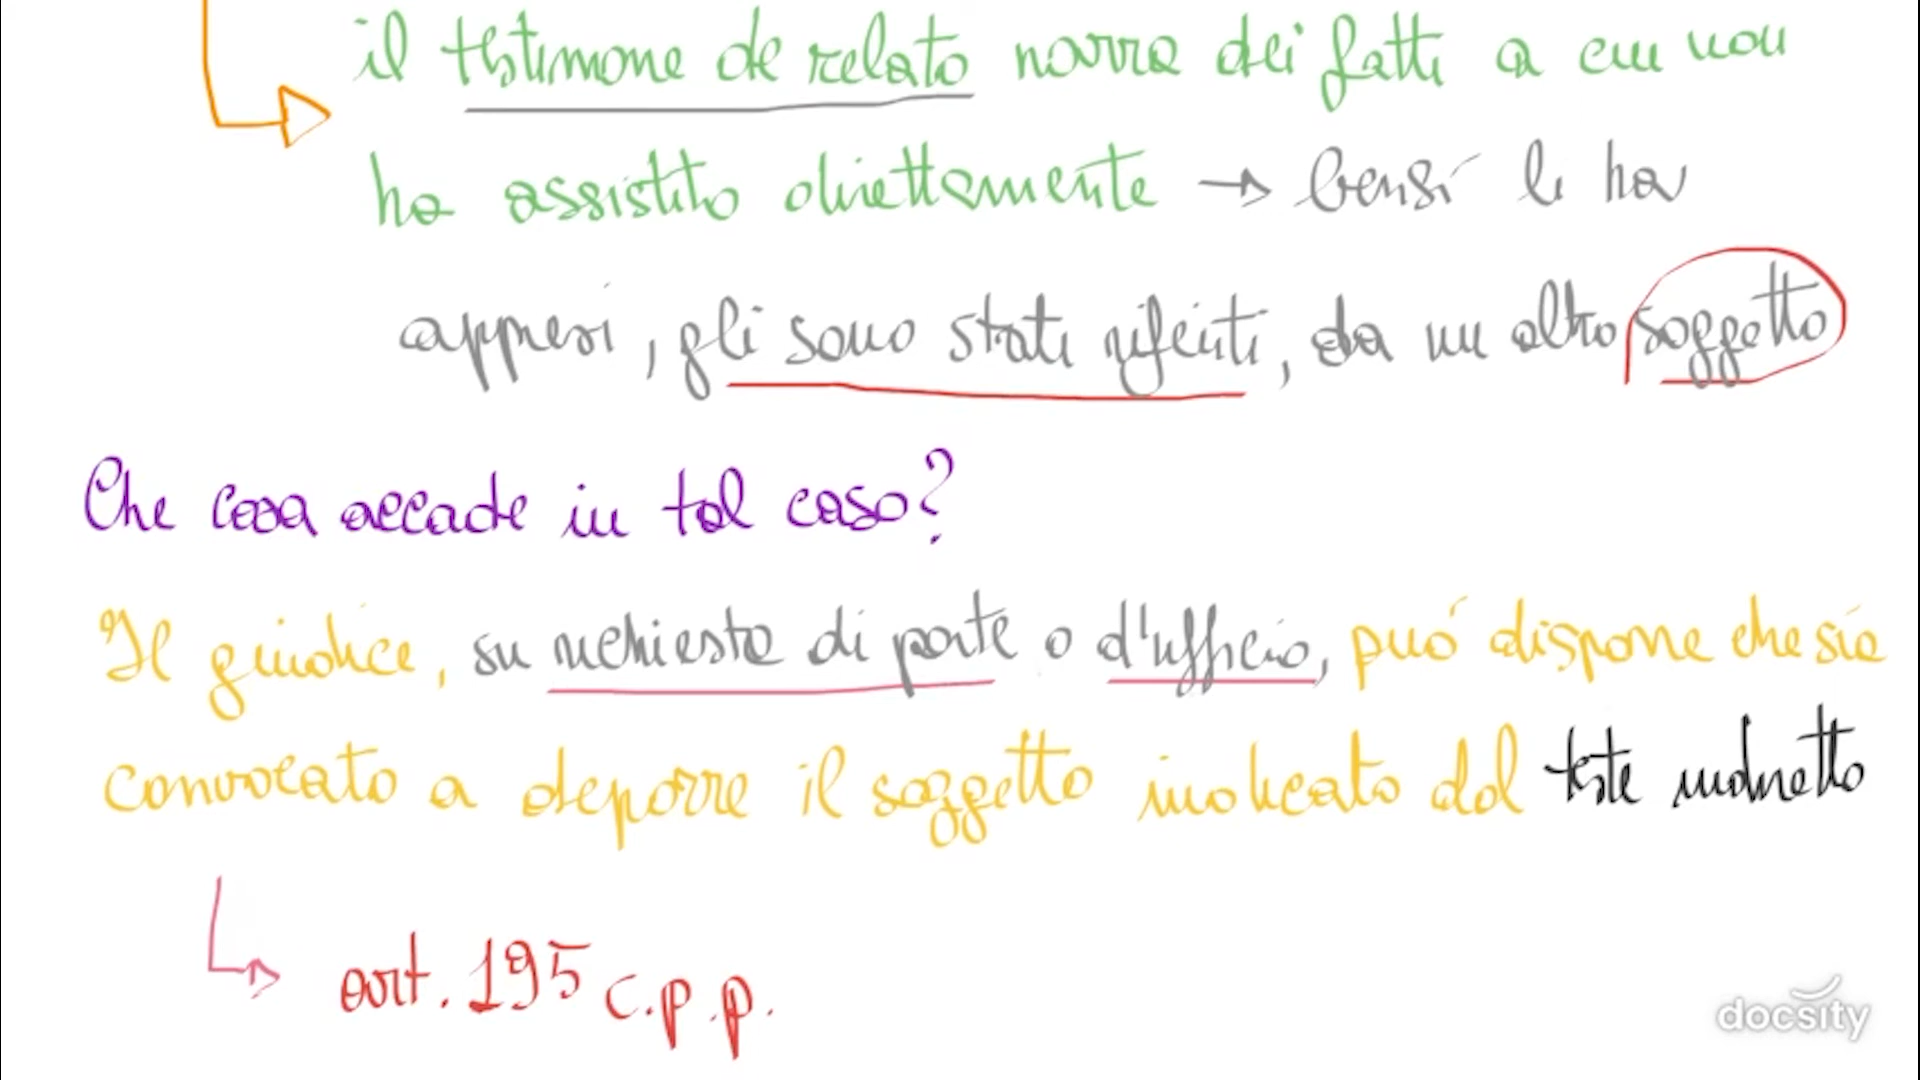 il testimone de relato narra dei fatti a cui non
ha assistito direttamente → bensì li ha
appresi, gli sono stati riferiti, da un altro soggetto
Che cosa accade in tal caso?
Il giudice, su richiesta di parte o d'ufficio, può disporre che sia
convocato a deporre il soggetto indicato dal teste indiretto
art. 195 c.p.p.
docsity